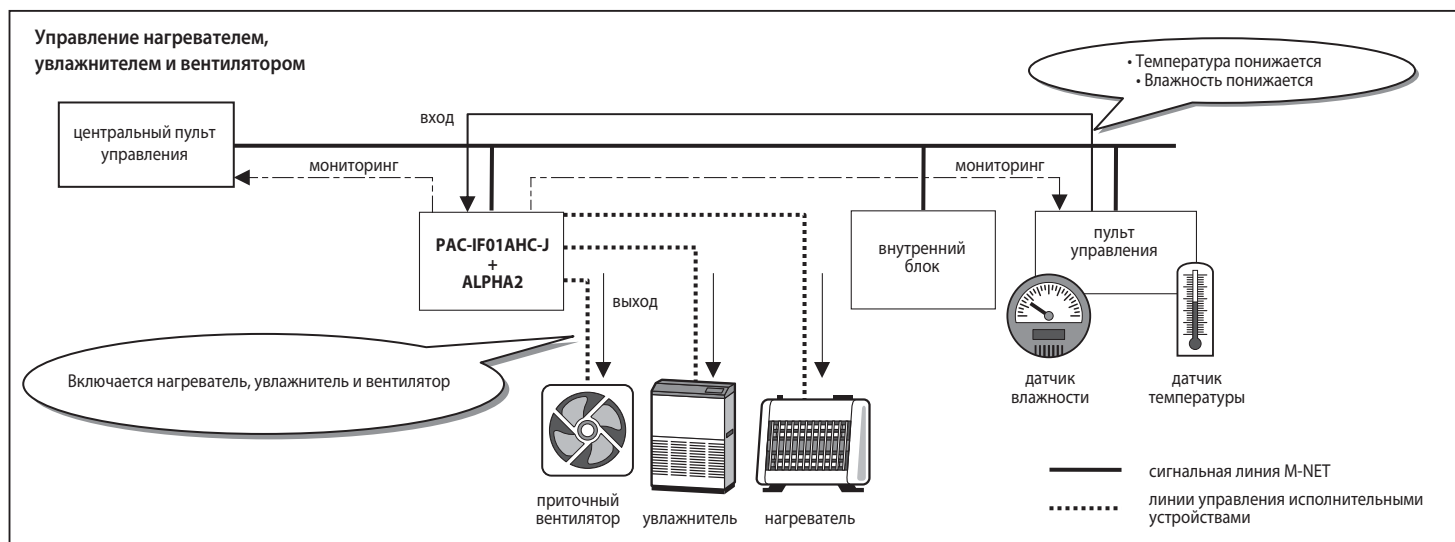 Управление нагревателем,
увлажнителем и вентилятором
• Температура понижается
• Влажность понижается
вход
центральный пульт
управления
мониторинг
мониторинг
PAC-IF01AHC-J
+
ALPHA2
внутренний
блок
пульт
управления
выход
Включается нагреватель, увлажнитель и вентилятор
датчик
влажности
датчик
температуры
приточный
вентилятор
увлажнитель
нагреватель
сигнальная линия M-NET
линии управления исполнительными
устройствами